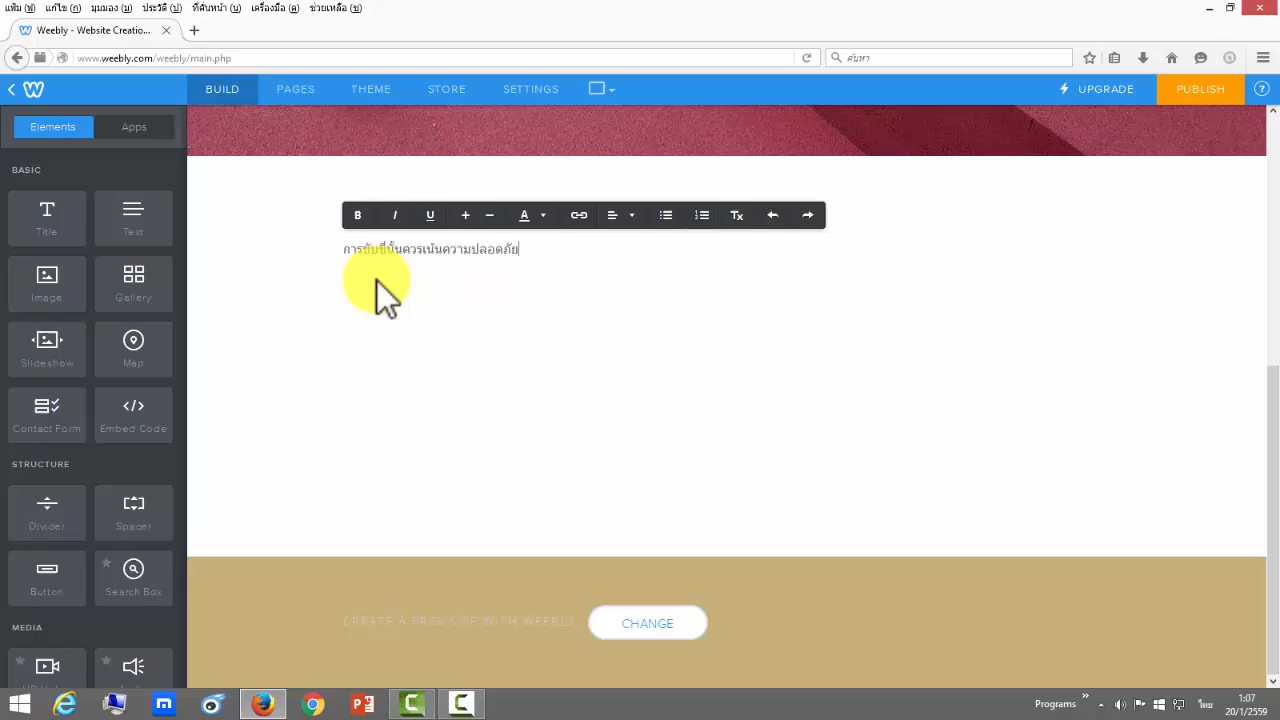 แฟ้ม (ฟ) แก้ไข (ก) มุมมอง (ม) ประวัติ (ป) ที่คั่นหน้า (น) เครื่องมือ (ค) ช่วยเหลือ (ช)
Weebly - Website Creatio...
www.weebly.com/weebly/main.php
ค้นหา
BUILD PAGES THEME STORE SETTINGS UPGRADE PUBLISH
Elements Apps
BASIC
Title Text
Image Gallery
Slideshow Map
Contact Form Embed Code
STRUCTURE
Divider Spacer
Button Search Box
MEDIA
B I U + − A Tx
การขับขี่นั้นควรเน้นความปลอดภัย
CREATE A FREE SITE WITH WEEBLY
CHANGE
Programs
ไทย
1:07
20/1/2559